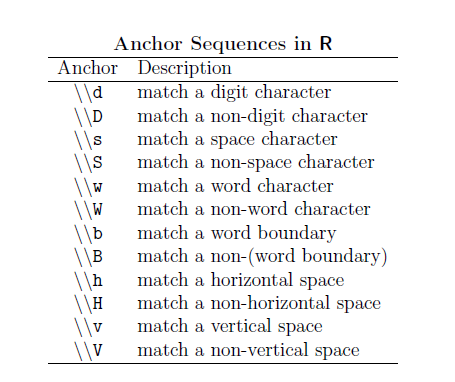 Anchor Sequences in R
Anchor Description
\\d match a digit character
\\D match a non-digit character
\\s match a space character
\\S match a non-space character
\\w match a word character
\\W match a non-word character
\\b match a word boundary
\\B match a non-(word boundary)
\\h match a horizontal space
\\H match a non-horizontal space
\\v match a vertical space
\\V match a non-vertical space